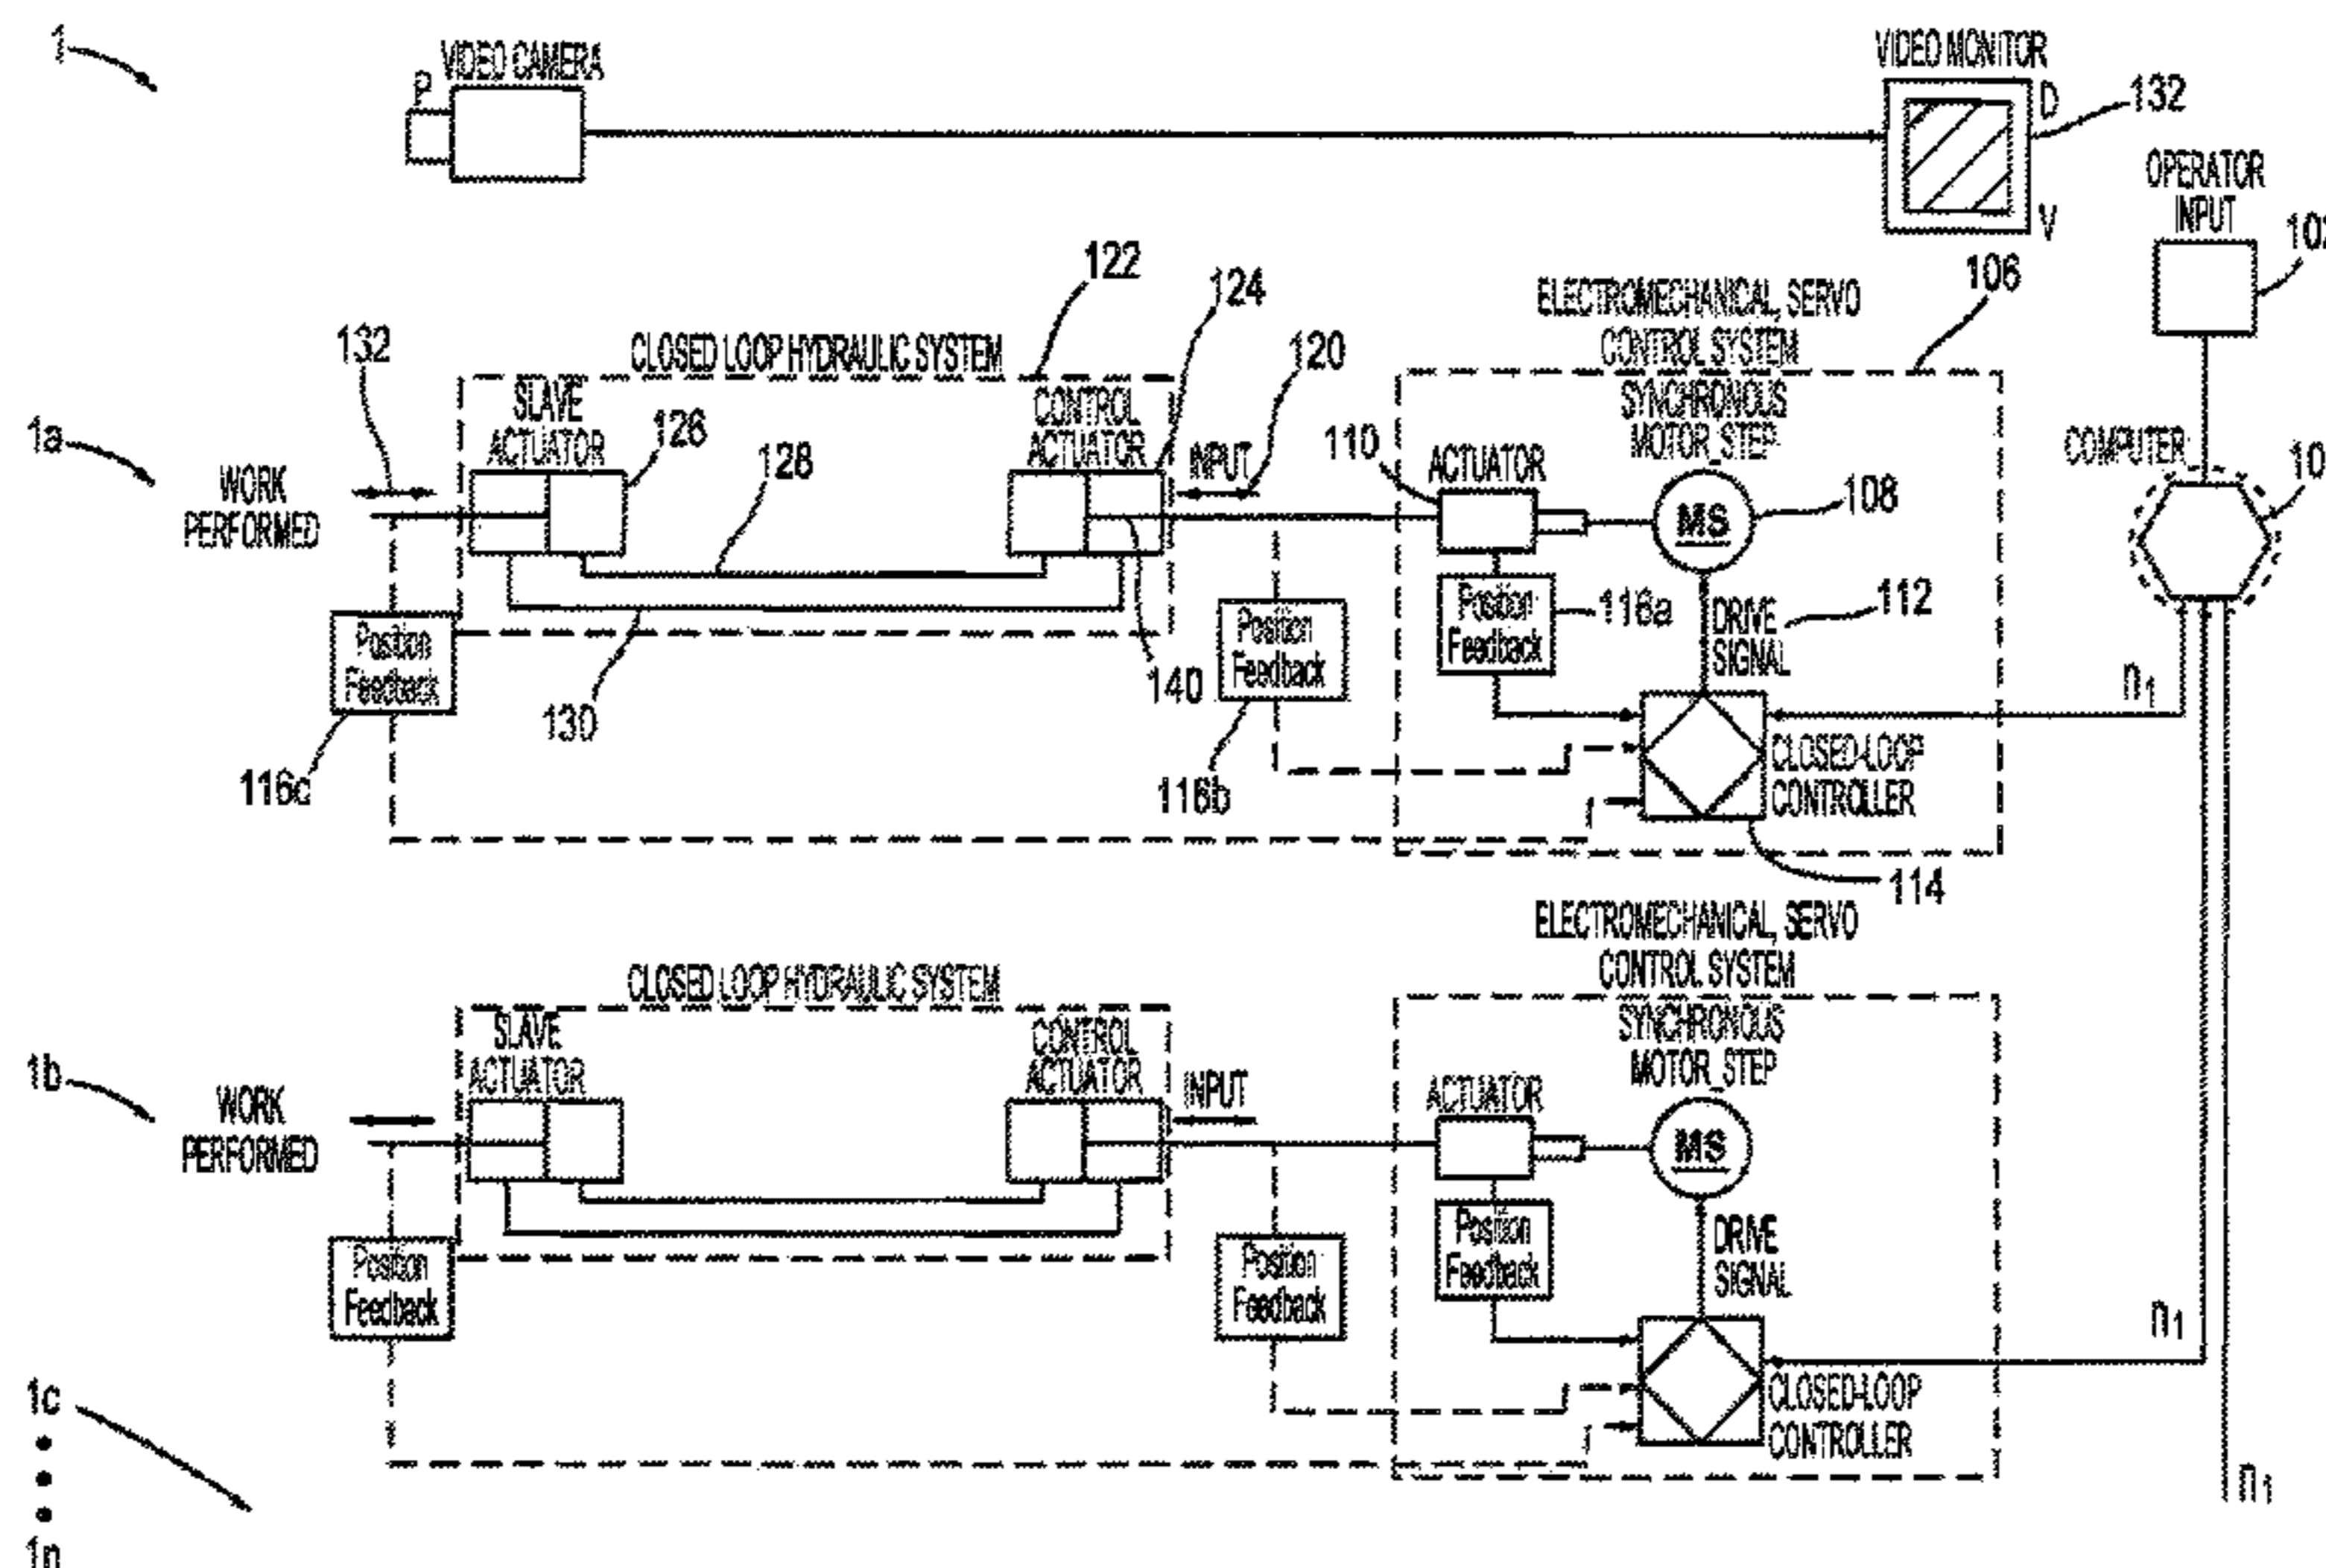 1
P
VIDEO CAMERA
VIDEO MONITOR
D
132
V
OPERATOR
INPUT
122
124
106
ELECTROMECHANICAL, SERVO
CONTROL SYSTEM
132
CLOSED LOOP HYDRAULIC SYSTEM
120
SLAVE
ACTUATOR
126
128
CONTROL
ACTUATOR
INPUT
110
ACTUATOR
SYNCHRONOUS
MOTOR_STEP
MS
108
COMPUTER
1a
WORK
PERFORMED
Position
Feedback
116c
130
140
Position
Feedback
116b
Position
Feedback
116a
DRIVE
SIGNAL
112
n1
CLOSED-LOOP
CONTROLLER
114
ELECTROMECHANICAL, SERVO
CONTROL SYSTEM
CLOSED LOOP HYDRAULIC SYSTEM
SLAVE
ACTUATOR
CONTROL
ACTUATOR
INPUT
ACTUATOR
SYNCHRONOUS
MOTOR_STEP
MS
1b
WORK
PERFORMED
Position
Feedback
Position
Feedback
Position
Feedback
DRIVE
SIGNAL
n1
CLOSED-LOOP
CONTROLLER
1c
1n
n1